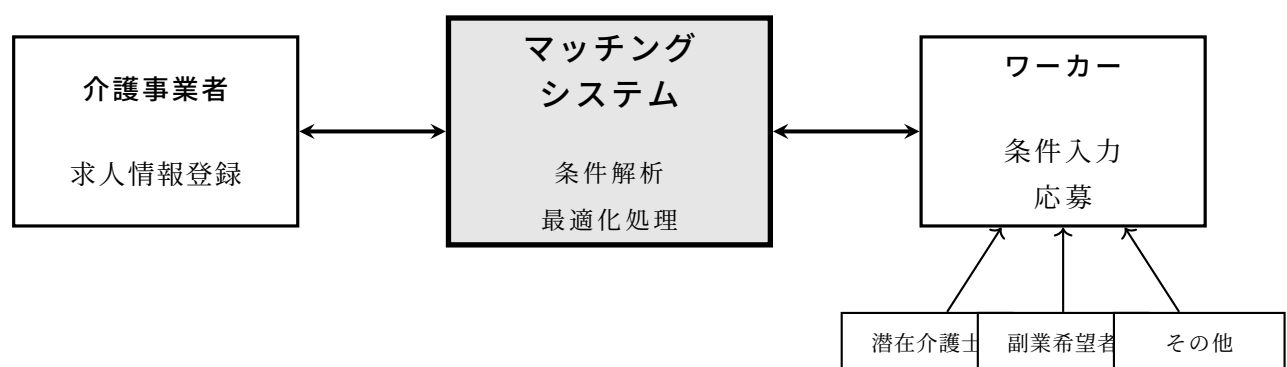 介護事業者
求人情報登録
マッチング
システム
条件解析
最適化処理
ワーカー
条件入力
応募
潜在介護士
副業希望者
その他